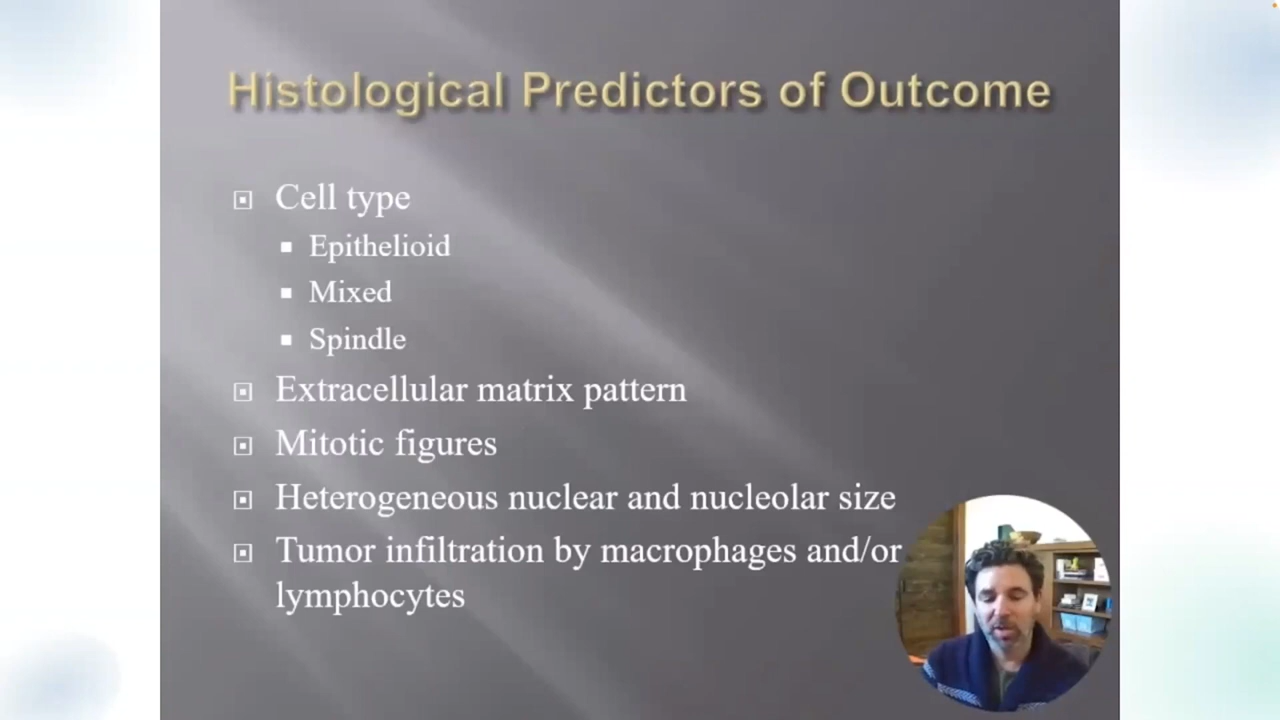 Histological Predictors of Outcome
Cell type
Epithelioid
Mixed
Spindle
Extracellular matrix pattern
Mitotic figures
Heterogeneous nuclear and nucleolar size
Tumor infiltration by macrophages and/or
lymphocytes